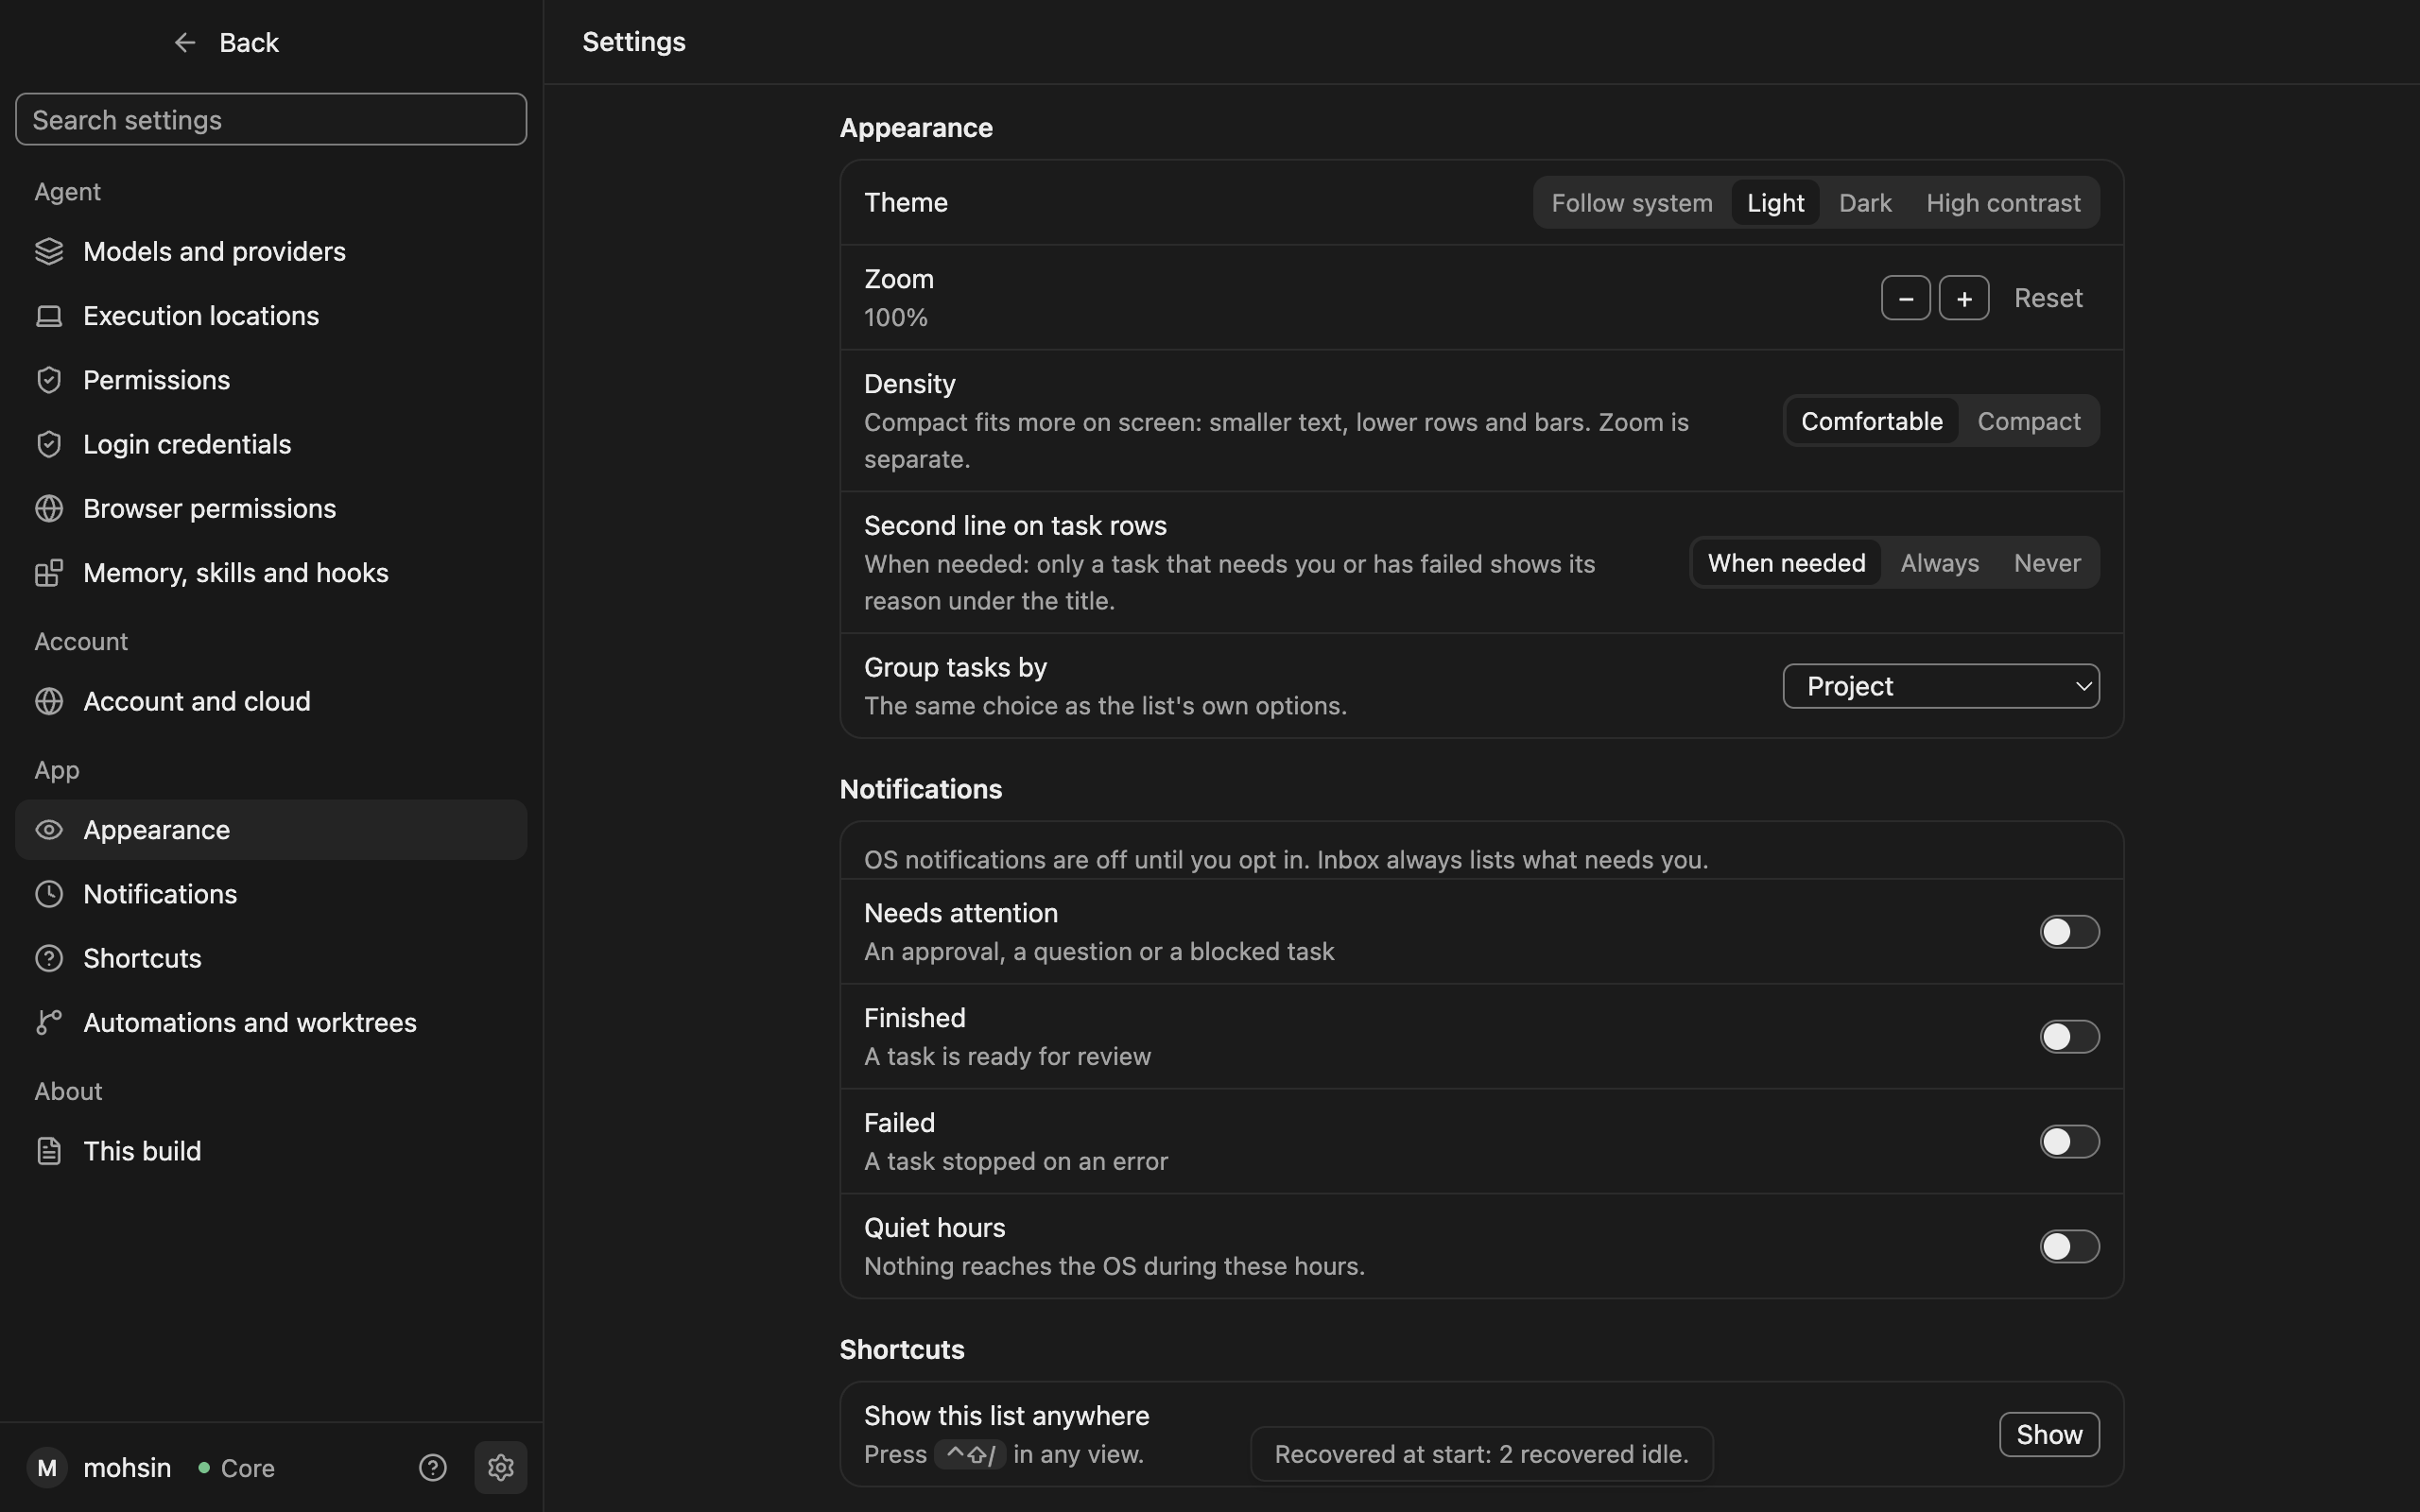 Back
Search settings
Agent
Models and providers
Execution locations
Permissions
Login credentials
Browser permissions
Memory, skills and hooks
Account
Account and cloud
App
Appearance
Notifications
Shortcuts
Automations and worktrees
About
This build
M mohsin Core
Settings
Appearance
Theme Follow system Light Dark High contrast
Zoom
100%
− + Reset
Density
Compact fits more on screen: smaller text, lower rows and bars. Zoom is
separate.
Comfortable Compact
Second line on task rows
When needed: only a task that needs you or has failed shows its
reason under the title.
When needed Always Never
Group tasks by
The same choice as the list's own options.
Project
Notifications
OS notifications are off until you opt in. Inbox always lists what needs you.
Needs attention
An approval, a question or a blocked task
Finished
A task is ready for review
Failed
A task stopped on an error
Quiet hours
Nothing reaches the OS during these hours.
Shortcuts
Show this list anywhere
Press ^⇧/ in any view.
Show
Recovered at start: 2 recovered idle.